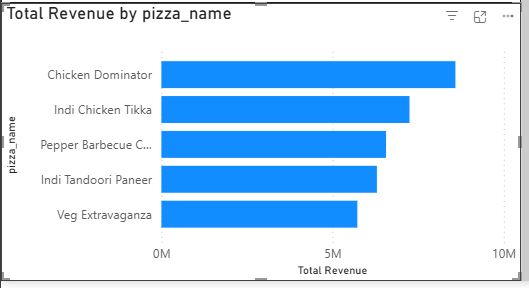 Total Revenue by pizza_name
pizza_name
Chicken Dominator
Indi Chicken Tikka
Pepper Barbecue C...
Indi Tandoori Paneer
Veg Extravaganza
0M 5M 10M
Total Revenue